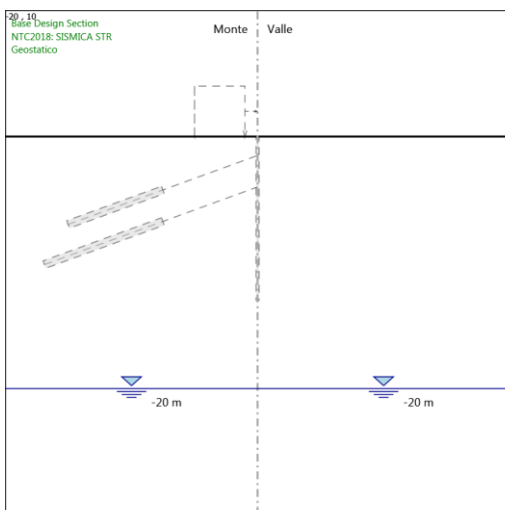 -20 , 10
Base Design Section
NTC2018: SISMICA STR
Geostatico
Monte
Valle
-20 m
-20 m